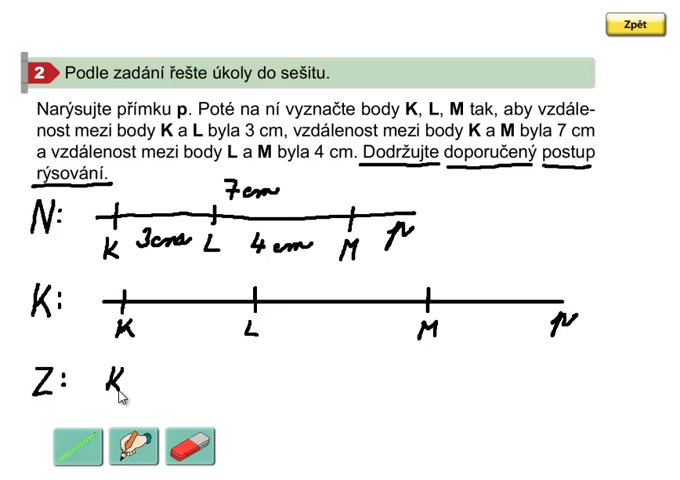 Zpět
2 Podle zadání řešte úkoly do sešitu.
Narýsujte přímku p. Poté na ní vyznačte body K, L, M tak, aby vzdále-
nost mezi body K a L byla 3 cm, vzdálenost mezi body K a M byla 7 cm
a vzdálenost mezi body L a M byla 4 cm. Dodržujte doporučený postup
rýsování.
7cm
N:
K 3cm L 4 cm M p
K:
K L M p
Z: K